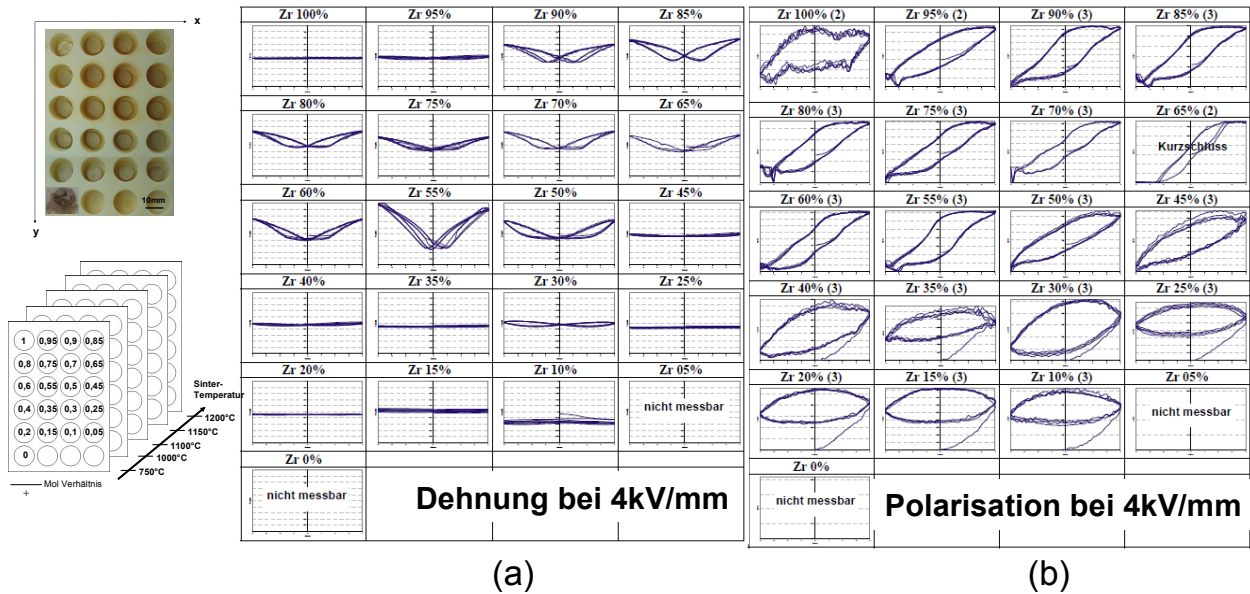 x
y
10mm
1 0,95 0,9 0,85
0,8 0,75 0,7 0,65
0,6 0,55 0,5 0,45
0,4 0,35 0,3 0,25
0,2 0,15 0,1 0,05
0
Mol Verhältnis
+
Sinter-
Temperatur
1200°C
1150°C
1100°C
1000°C
750°C
Zr 100% Zr 95% Zr 90% Zr 85%
Zr 80% Zr 75% Zr 70% Zr 65%
Zr 60% Zr 55% Zr 50% Zr 45%
Zr 40% Zr 35% Zr 30% Zr 25%
Zr 20% Zr 15% Zr 10% Zr 05%
nicht messbar
Zr 0%
nicht messbar
Dehnung bei 4kV/mm
(a)
Zr 100% (2) Zr 95% (2) Zr 90% (3) Zr 85% (3)
Zr 80% (3) Zr 75% (3) Zr 70% (3) Zr 65% (2)
Kurzschluss
Zr 60% (3) Zr 55% (3) Zr 50% (3) Zr 45% (3)
Zr 40% (3) Zr 35% (3) Zr 30% (3) Zr 25% (3)
Zr 20% (3) Zr 15% (3) Zr 10% (3) Zr 05%
nicht messbar
Zr 0%
nicht messbar
Polarisation bei 4kV/mm
(b)